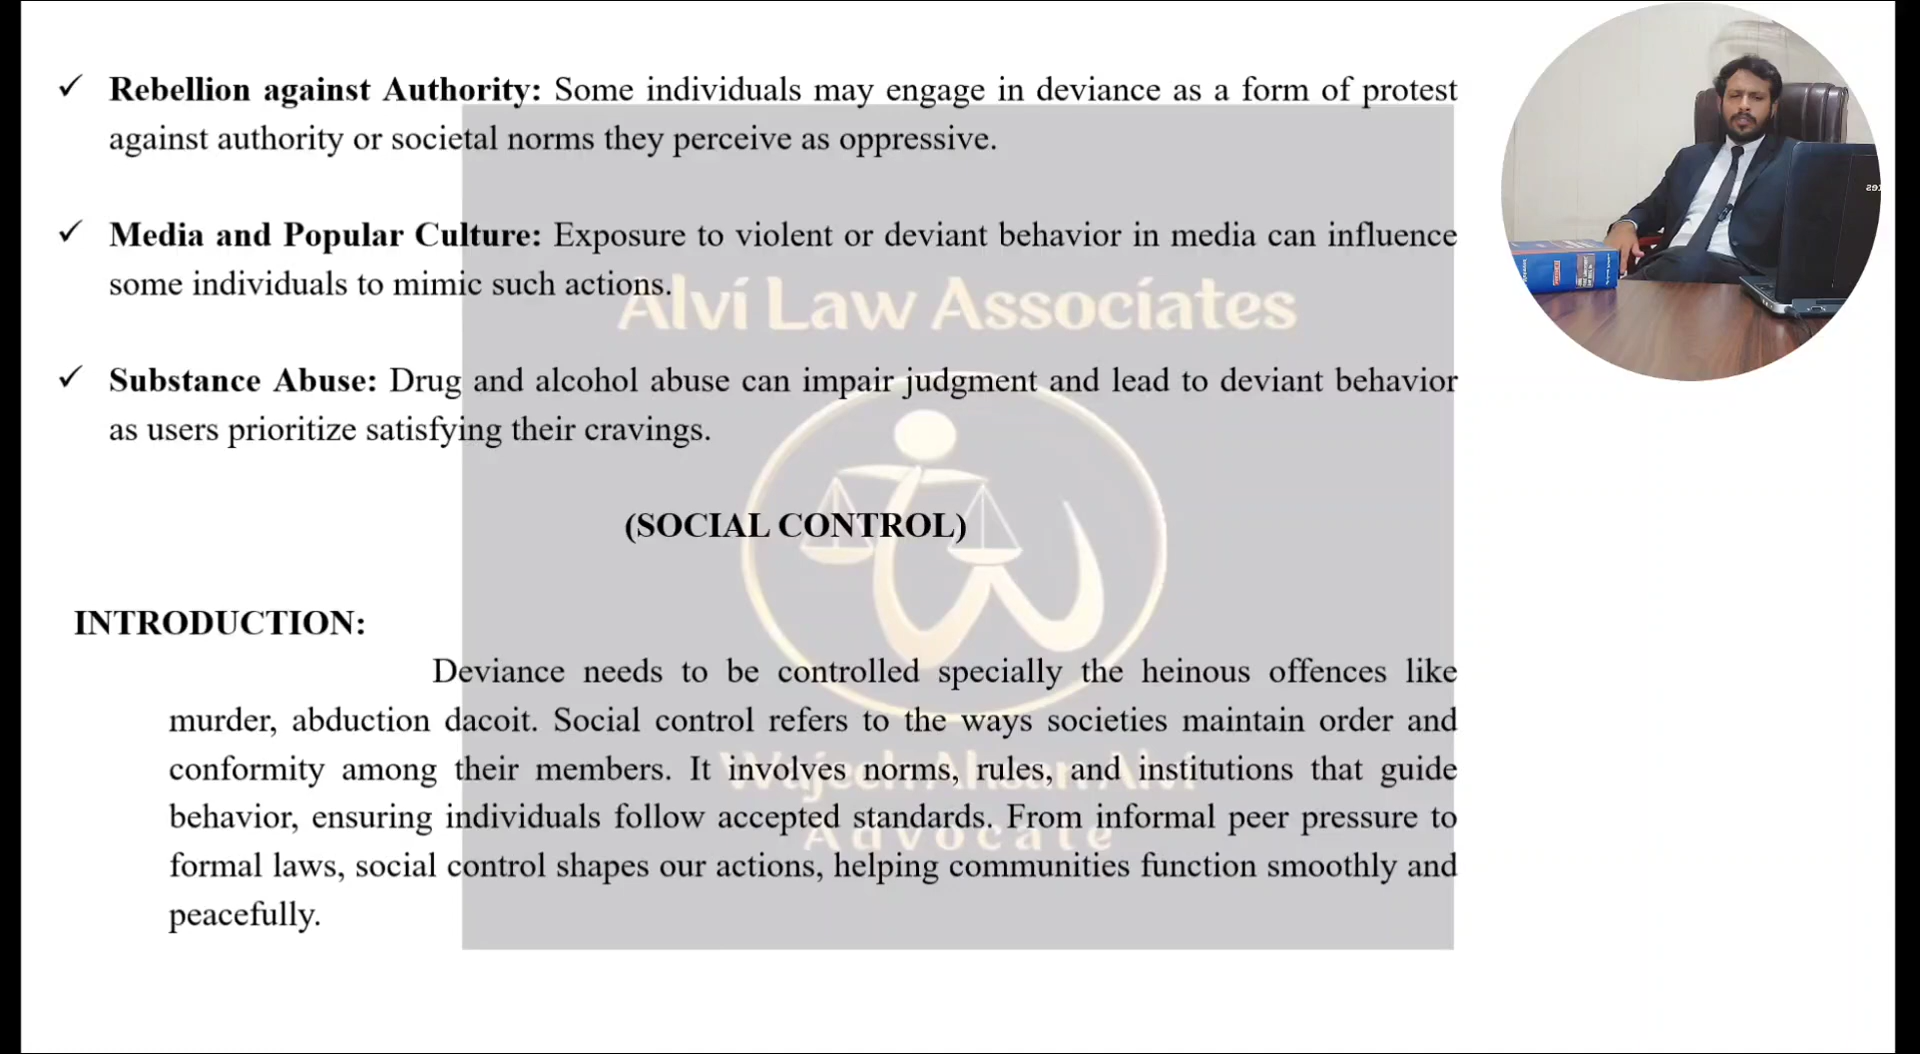 ✓ Rebellion against Authority: Some individuals may engage in deviance as a form of protest
against authority or societal norms they perceive as oppressive.
✓ Media and Popular Culture: Exposure to violent or deviant behavior in media can influence
some individuals to mimic such actions.
Alvi Law Associates
✓ Substance Abuse: Drug and alcohol abuse can impair judgment and lead to deviant behavior
as users prioritize satisfying their cravings.
(SOCIAL CONTROL)
INTRODUCTION:
Deviance needs to be controlled specially the heinous offences like
murder, abduction dacoit. Social control refers to the ways societies maintain order and
conformity among their members. It involves norms, rules, and institutions that guide
behavior, ensuring individuals follow accepted standards. From informal peer pressure to
Advocate
formal laws, social control shapes our actions, helping communities function smoothly and
peacefully.